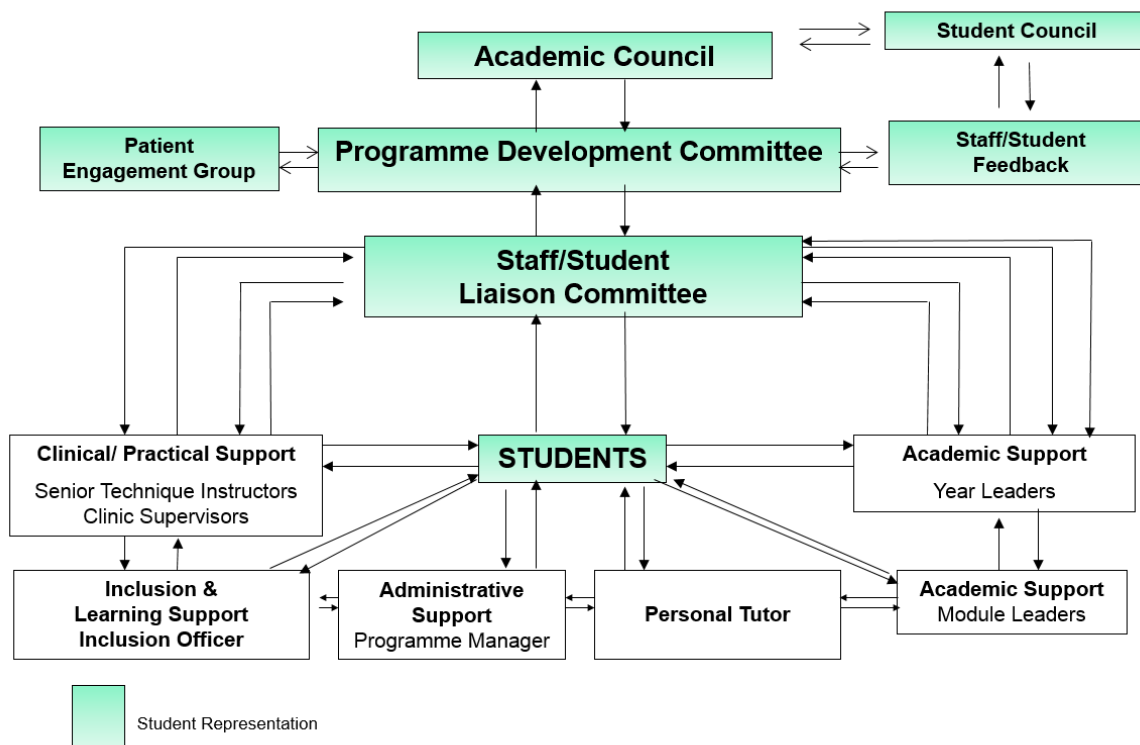 Academic Council
Student Council
Patient
Engagement Group
Programme Development Committee
Staff/Student
Feedback
Staff/Student
Liaison Committee
Clinical/ Practical Support
Senior Technique Instructors
Clinic Supervisors
STUDENTS
Academic Support
Year Leaders
Inclusion &
Learning Support
Inclusion Officer
Administrative
Support
Programme Manager
Personal Tutor
Academic Support
Module Leaders
Student Representation